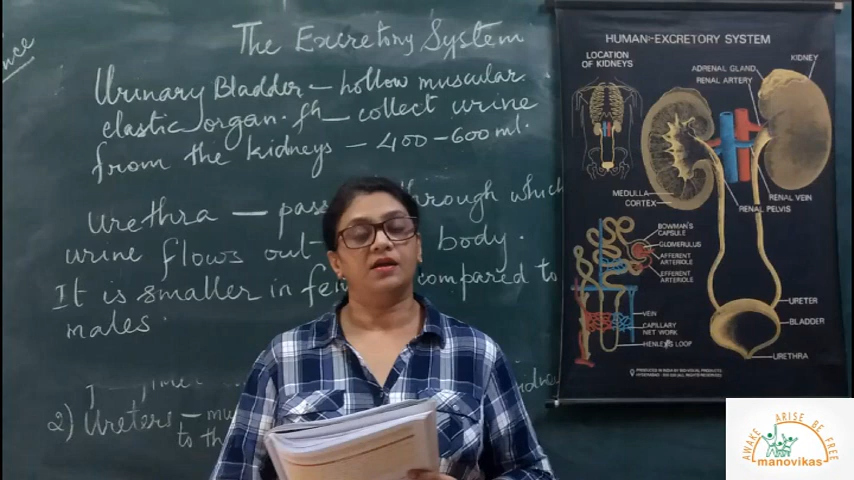 The Excretory System
Urinary Bladder – hollow muscular
elastic organ. fn – collect urine
from the kidneys – 400 – 600 ml.
Urethra – pass through which
urine flows out body.
It is smaller in compared to
males.
2) Ureters –
to th
HUMAN EXCRETORY SYSTEM
LOCATION
OF KIDNEYS
ADRENAL GLAND
RENAL ARTERY
KIDNEY
MEDULLA
CORTEX
RENAL VEIN
RENAL PELVIS
BOWMAN'S
CAPSULE
GLOMERULUS
AFFERENT
ARTERIOLE
EFFERENT
ARTERIOLE
VEIN
CAPILLARY
NET WORK
HENLEY'S LOOP
URETER
BLADDER
URETHRA
AWAKE ARISE BE FREE
manovikas